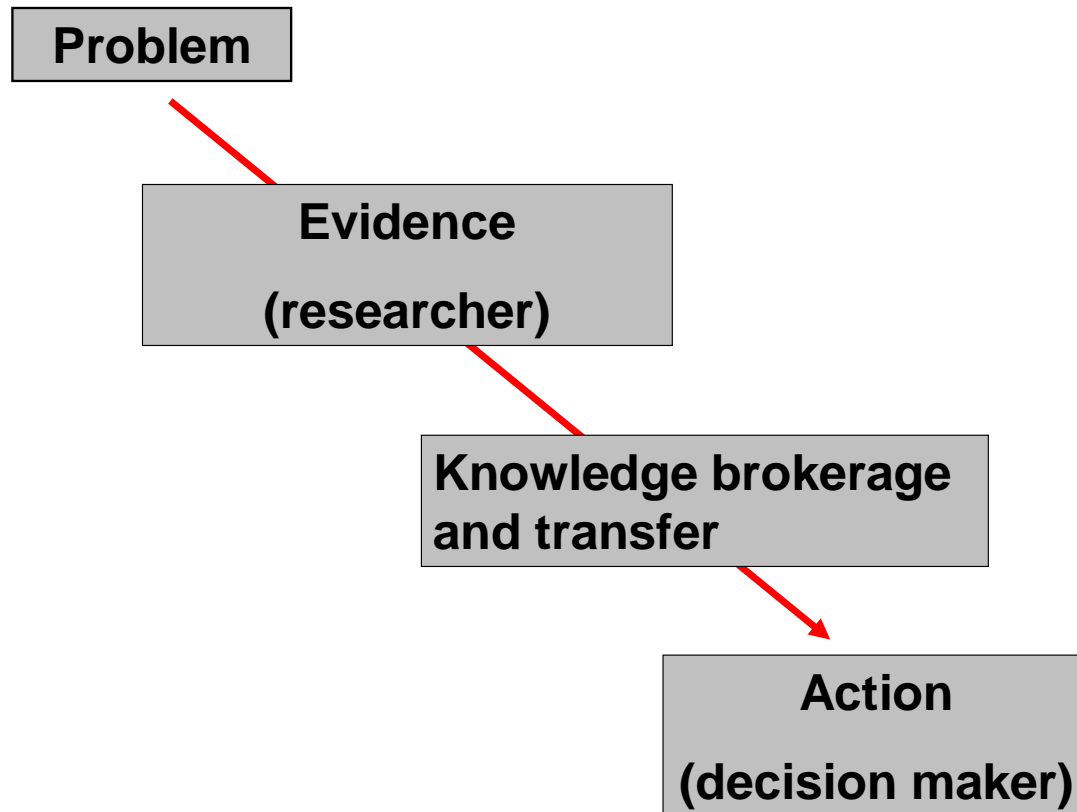 Problem
Evidence
(researcher)
Knowledge brokerage
and transfer
Action
(decision maker)